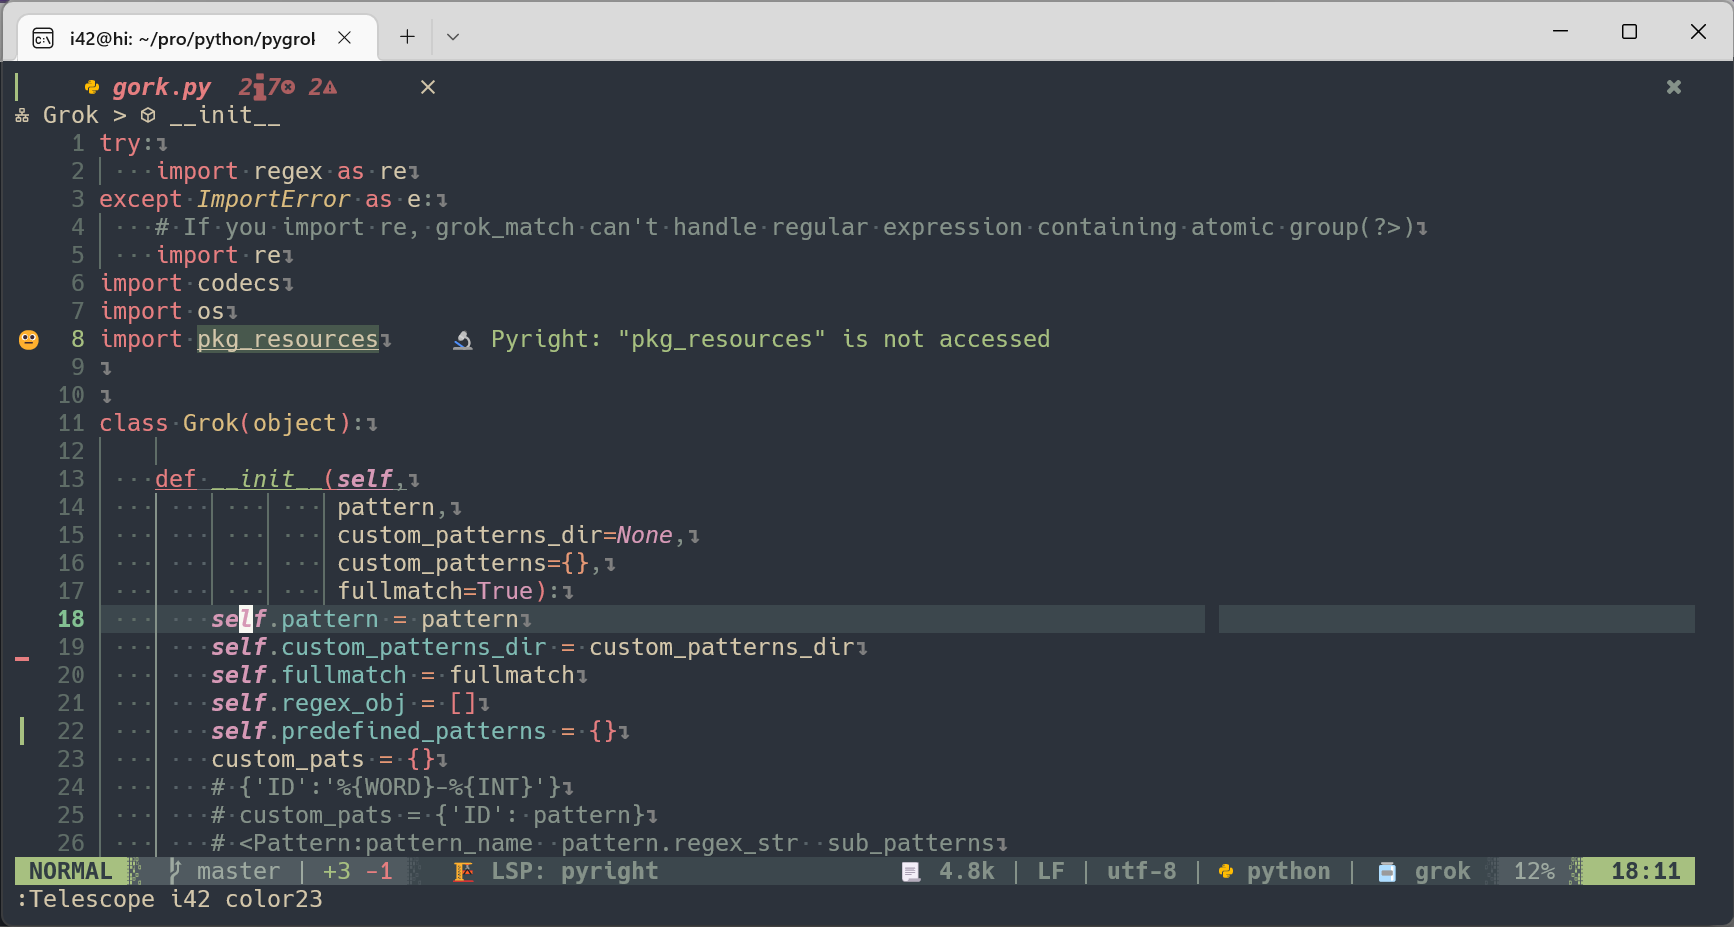 i42@hi: ~/pro/python/pygrok
gork.py 2 7 2
Grok > __init__
1 try:
2 import regex as re
3 except ImportError as e:
4 # If you import re, grok_match can't handle regular expression containing atomic group(?>)
5 import re
6 import codecs
7 import os
8 import pkg_resources Pyright: "pkg_resources" is not accessed
9
10
11 class Grok(object):
12
13 def __init__(self,
14 pattern,
15 custom_patterns_dir=None,
16 custom_patterns={},
17 fullmatch=True):
18 self.pattern = pattern
19 self.custom_patterns_dir = custom_patterns_dir
20 self.fullmatch = fullmatch
21 self.regex_obj = []
22 self.predefined_patterns = {}
23 custom_pats = {}
24 # {'ID':'%{WORD}-%{INT}'}
25 # custom_pats = {'ID': pattern}
26 # <Pattern:pattern_name pattern.regex_str sub_patterns
NORMAL master | +3 -1 LSP: pyright 4.8k | LF | utf-8 | python | grok 12% 18:11
:Telescope i42 color23